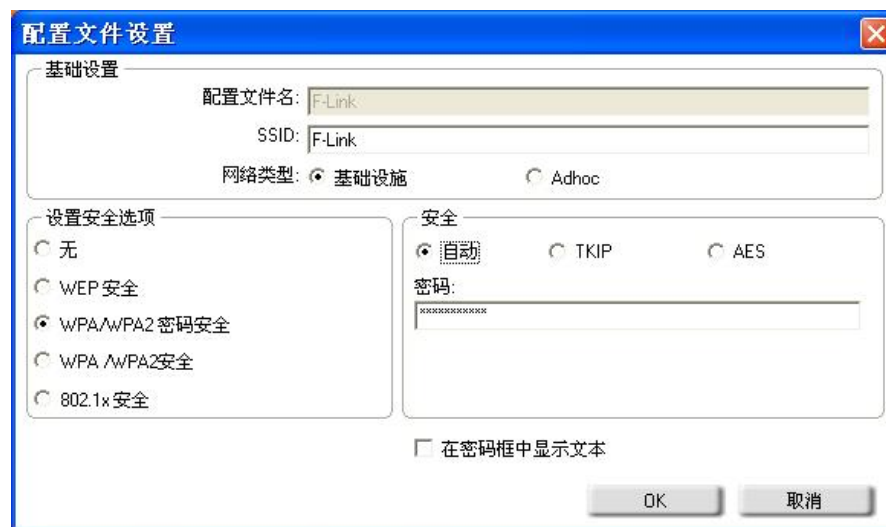 配置文件设置
基础设置
配置文件名: F-Link
SSID: F-Link
网络类型: 基础设施 Adhoc
设置安全选项
无
WEP 安全
WPA/WPA2 密码安全
WPA /WPA2安全
802.1x 安全
安全
自动 TKIP AES
密码:
***********
在密码框中显示文本
OK 取消